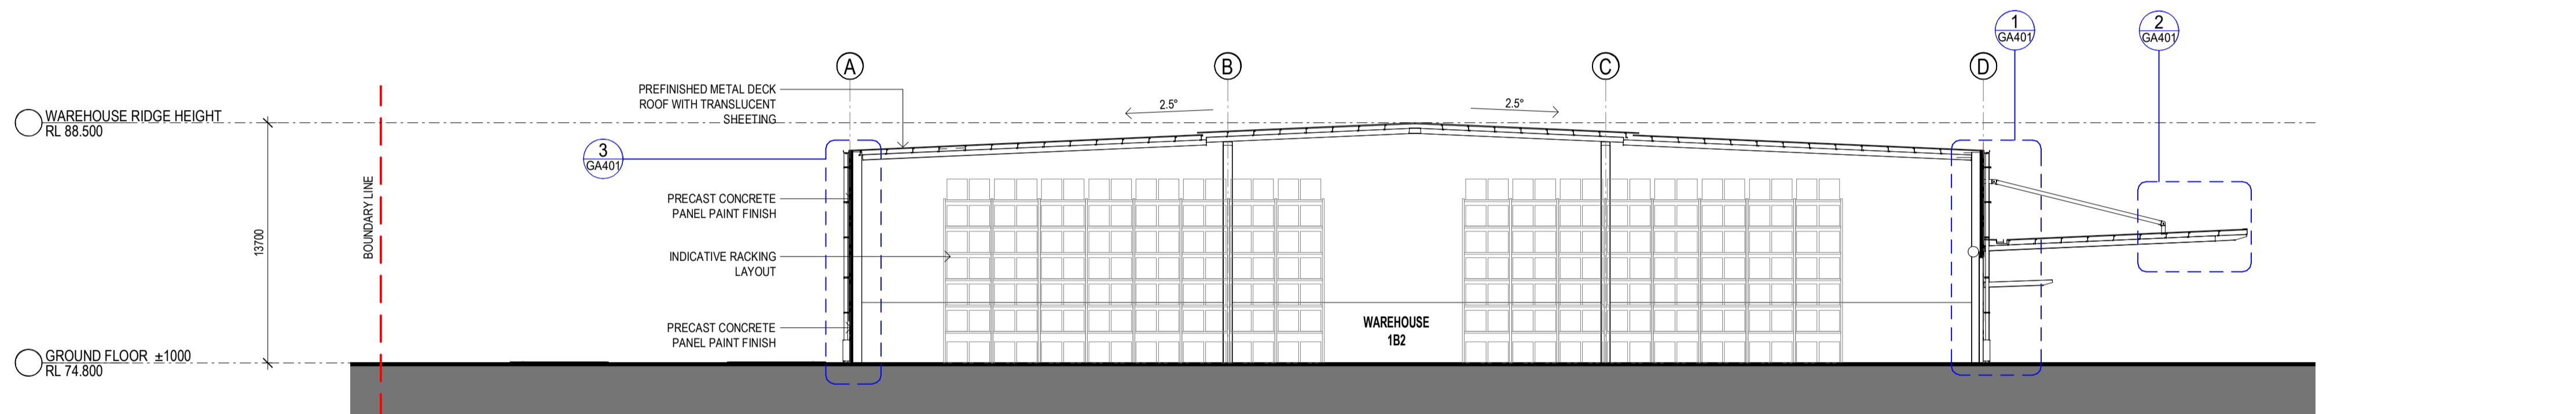 1
GA401
2
GA401
A
B
C
D
PREFINISHED METAL DECK
ROOF WITH TRANSLUCENT
SHEETING
2.5°
2.5°
WAREHOUSE RIDGE HEIGHT
RL 88.500
3
GA401
BOUNDARY LINE
PRECAST CONCRETE
PANEL PAINT FINISH
13700
INDICATIVE RACKING
LAYOUT
PRECAST CONCRETE
PANEL PAINT FINISH
WAREHOUSE
1B2
GROUND FLOOR ±1000
RL 74.800